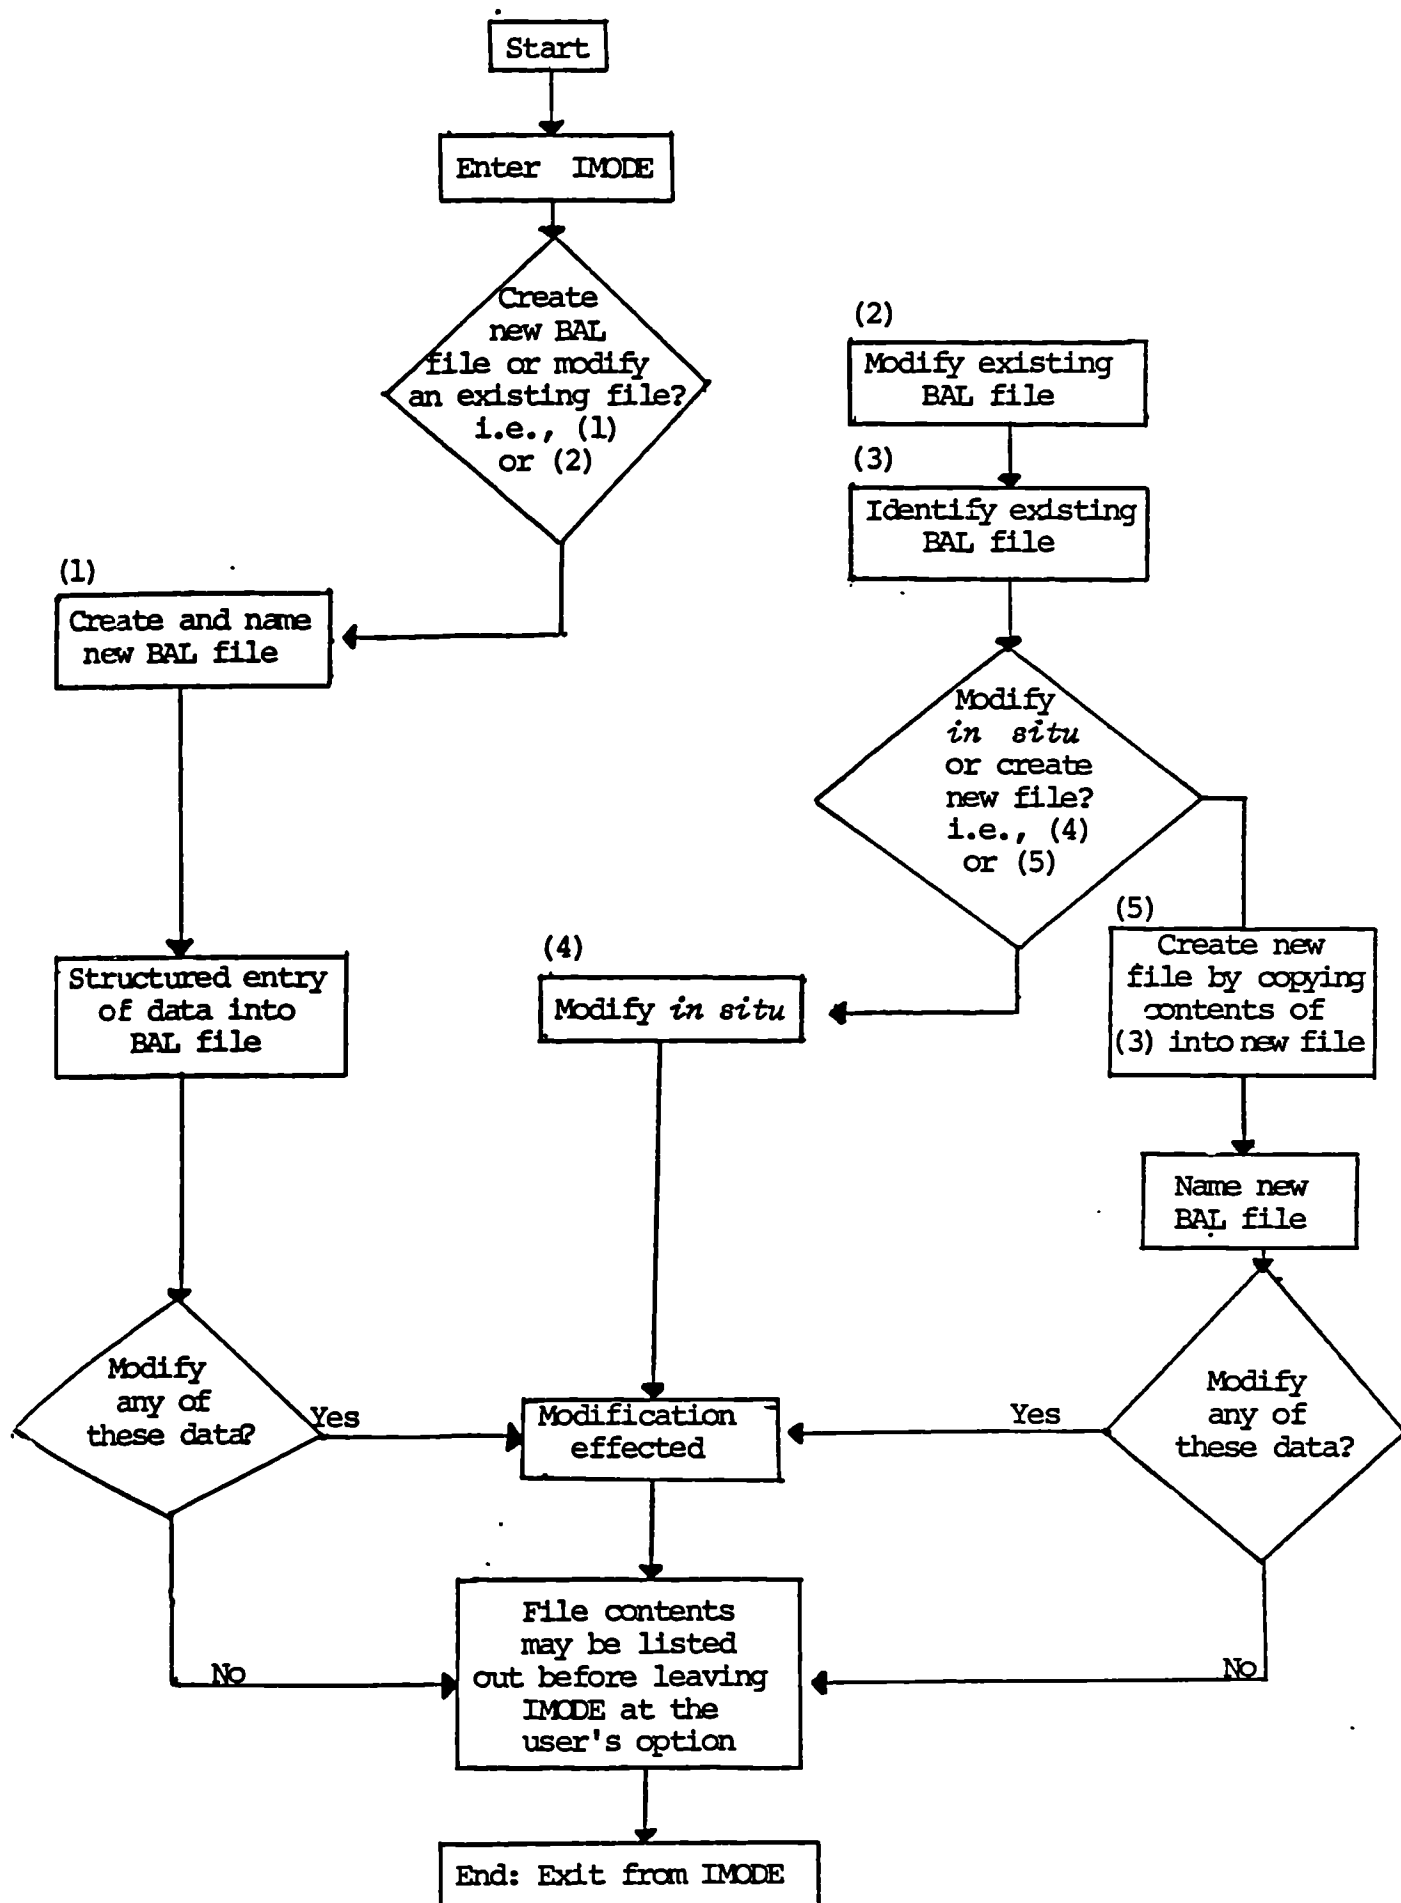 Start
Enter IMODE
Create
new BAL
file or modify
an existing file?
i.e., (1)
or (2)
(2)
Modify existing
BAL file
(3)
Identify existing
BAL file
(1)
Create and name
new BAL file
Modify
in situ
or create
new file?
i.e., (4)
or (5)
(5)
Create new
file by copying
contents of
(3) into new file
(4)
Modify in situ
Structured entry
of data into
BAL file
Name new
BAL file
Modify
any of
these data?
Yes
Modification
effected
Yes
Modify
any of
these data?
No
File contents
may be listed
out before leaving
IMODE at the
user's option
No
End: Exit from IMODE